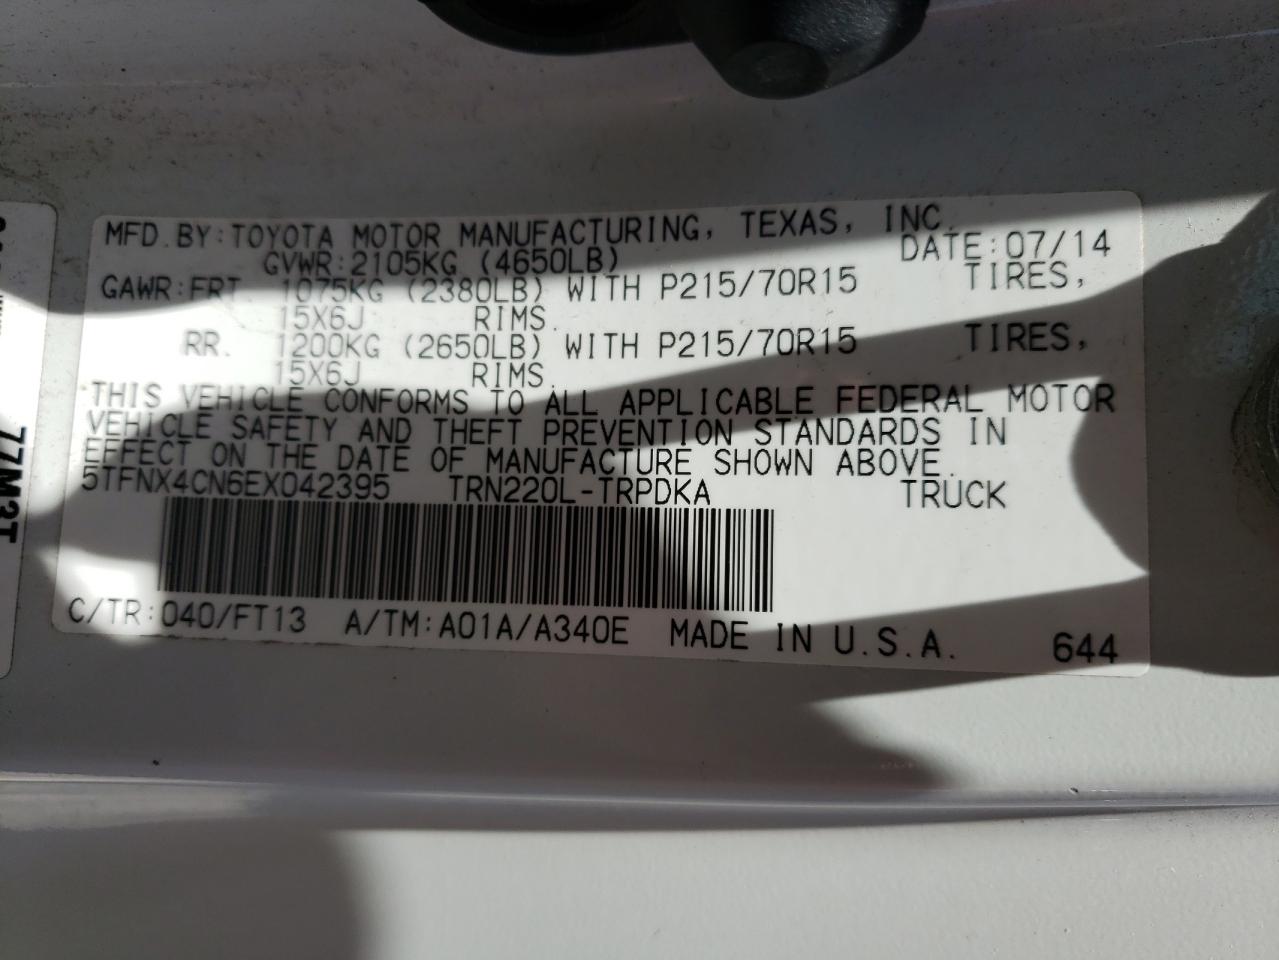 MFD. BY: TOYOTA MOTOR MANUFACTURING, TEXAS, INC.
GVWR: 2105KG (4650LB) DATE: 07/14
GAWR: FRT. 1075KG (2380LB) WITH P215/70R15 TIRES,
15X6J RIMS.
RR. 1200KG (2650LB) WITH P215/70R15 TIRES,
15X6J RIMS.
THIS VEHICLE CONFORMS TO ALL APPLICABLE FEDERAL MOTOR
VEHICLE SAFETY AND THEFT PREVENTION STANDARDS IN
EFFECT ON THE DATE OF MANUFACTURE SHOWN ABOVE.
5TFNX4CN6EX042395 TRN220L-TRPDKA TRUCK
C/TR: 040/FT13 A/TM: A01A/A340E MADE IN U.S.A. 644
77M3T